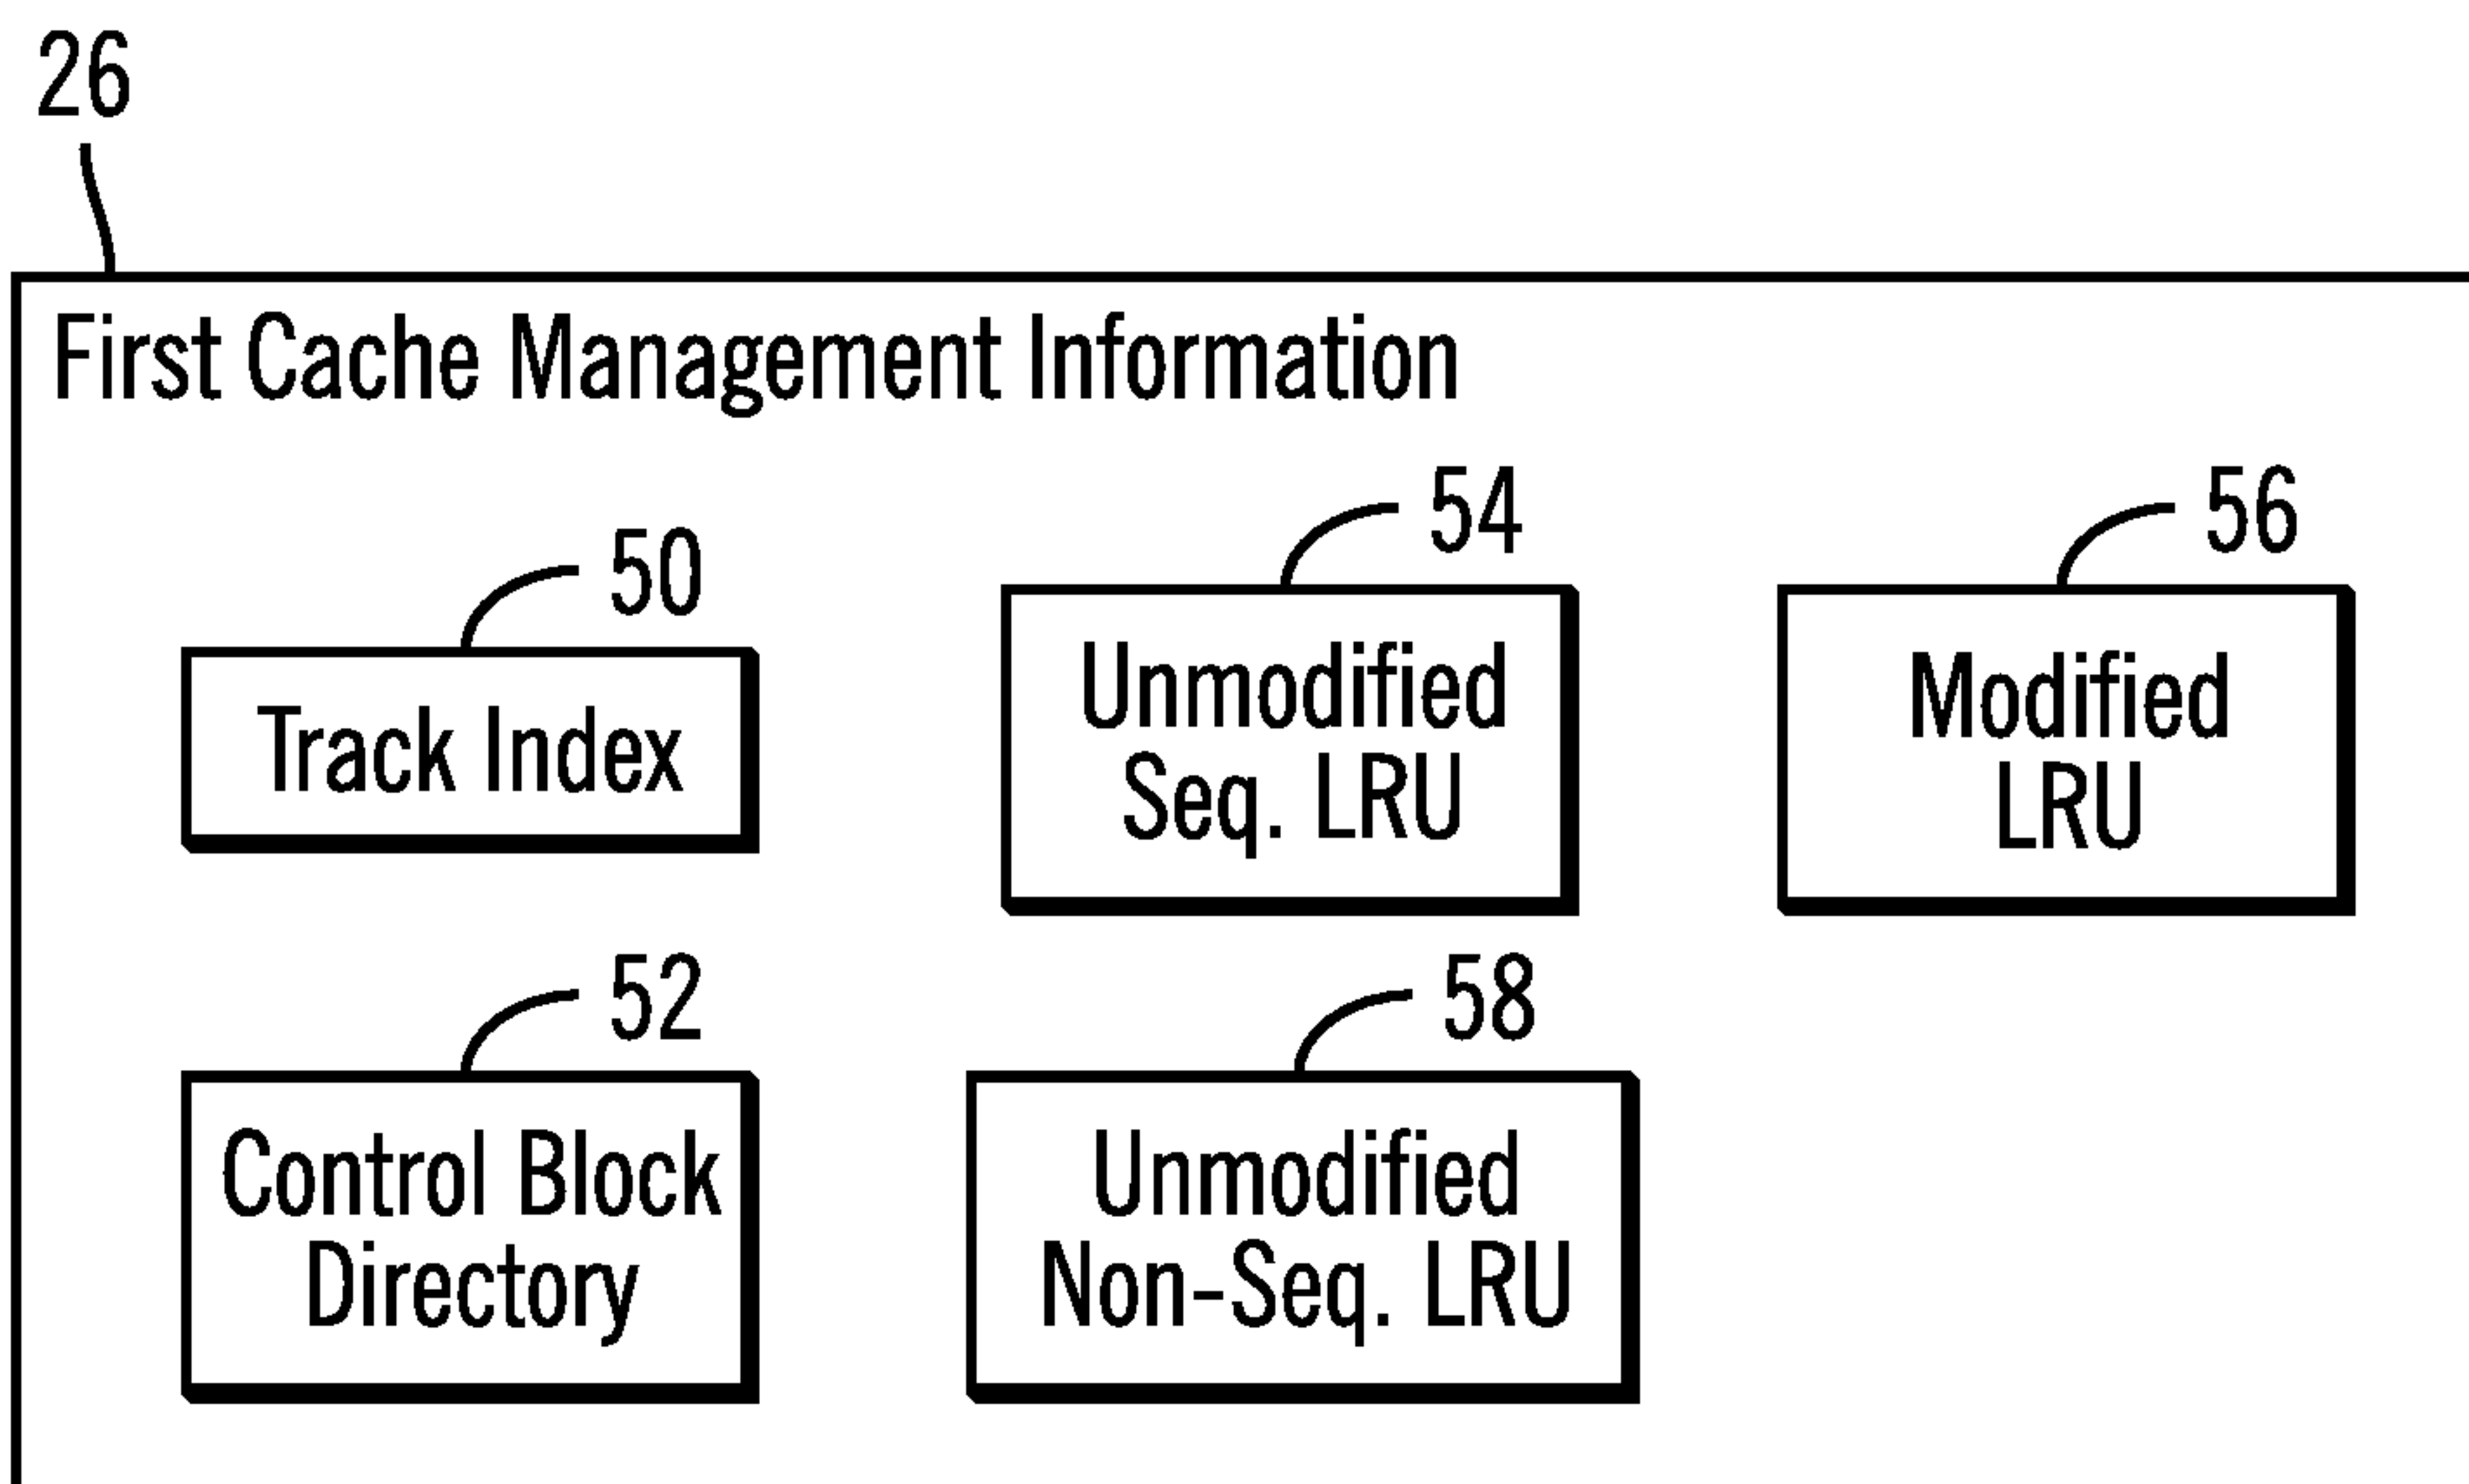 26
First Cache Management Information
50
Track Index
54
Unmodified
Seq. LRU
56
Modified
LRU
52
Control Block
Directory
58
Unmodified
Non-Seq. LRU